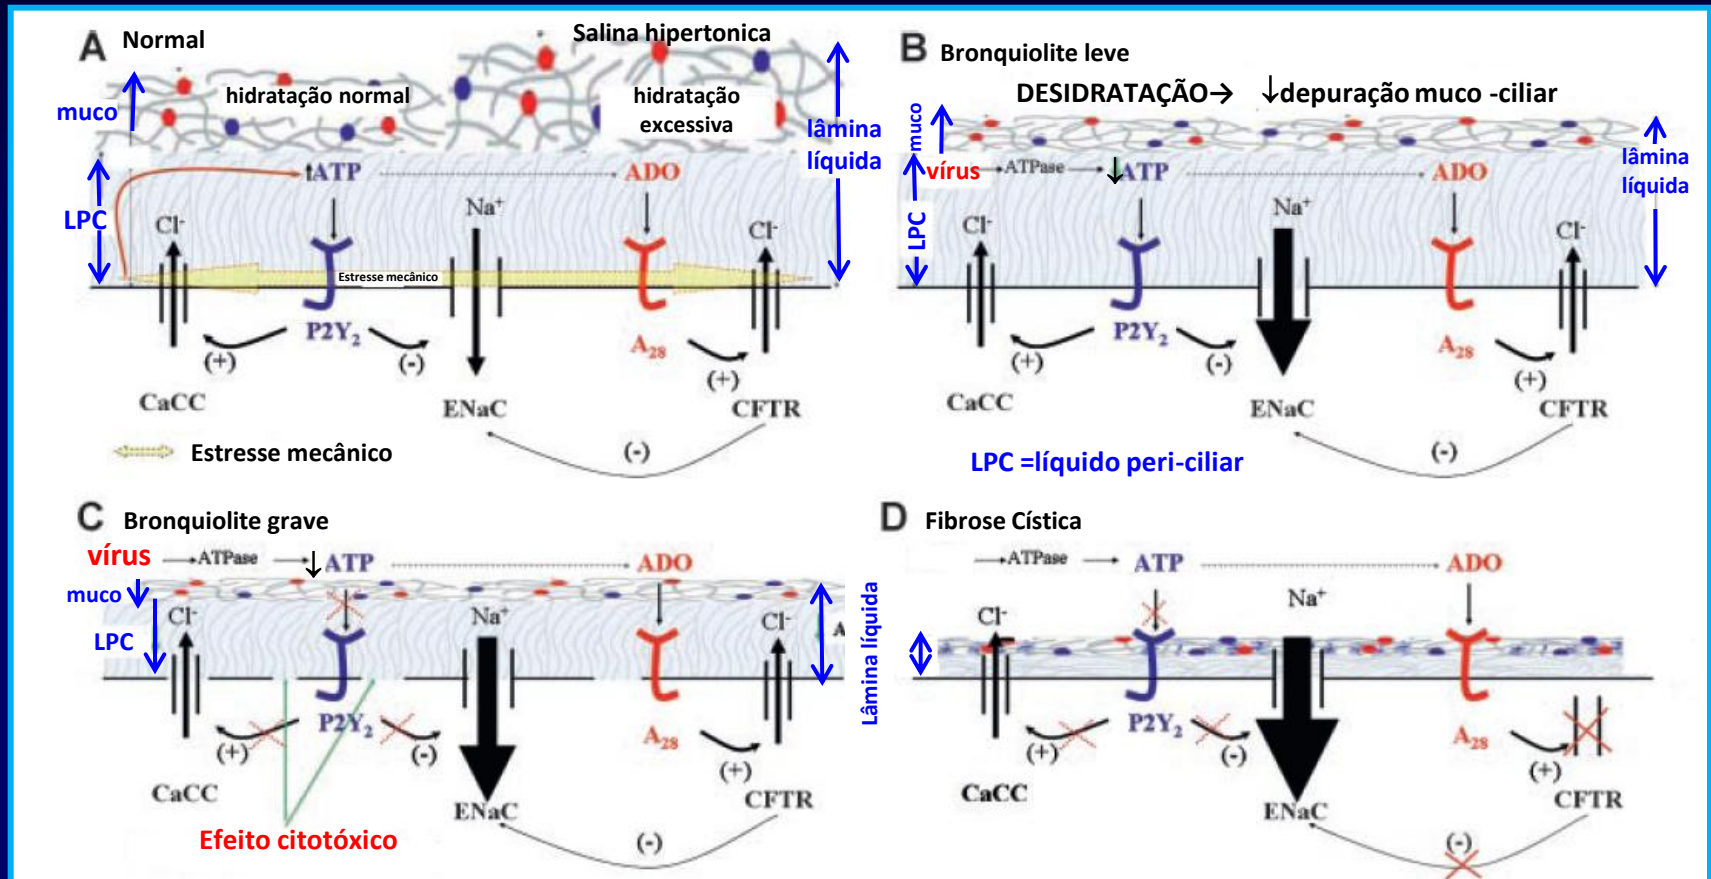 A Normal
Salina hipertonica
muco
hidratação normal
hidratação
excessiva
lâmina
líquida
LPC
ATP
ADO
Cl-
Na+
Cl-
Estresse mecânico
P2Y2
(+)
(-)
A28
(+)
CaCC
ENaC
CFTR
(-)
Estresse mecânico
B Bronquiolite leve
DESIDRATAÇÃO→ ↓depuração muco -ciliar
muco
vírus →ATPase → ↓ATP
ADO
lâmina
líquida
LPC
Cl-
Na+
Cl-
P2Y2
(+)
(-)
A28
(+)
CaCC
ENaC
CFTR
(-)
LPC =líquido peri-ciliar
C Bronquiolite grave
vírus →ATPase → ↓ ATP
ADO
muco
LPC
Cl-
Na+
Cl-
A
Lâmina líquida
P2Y2
(+)
(-)
A28
(+)
CaCC
ENaC
CFTR
Efeito citotóxico
(-)
D Fibrose Cística
→ATPase → ATP
ADO
Cl-
Na+
P2Y2
(+)
(-)
A28
(+)
CaCC
ENaC
CFTR
(-)